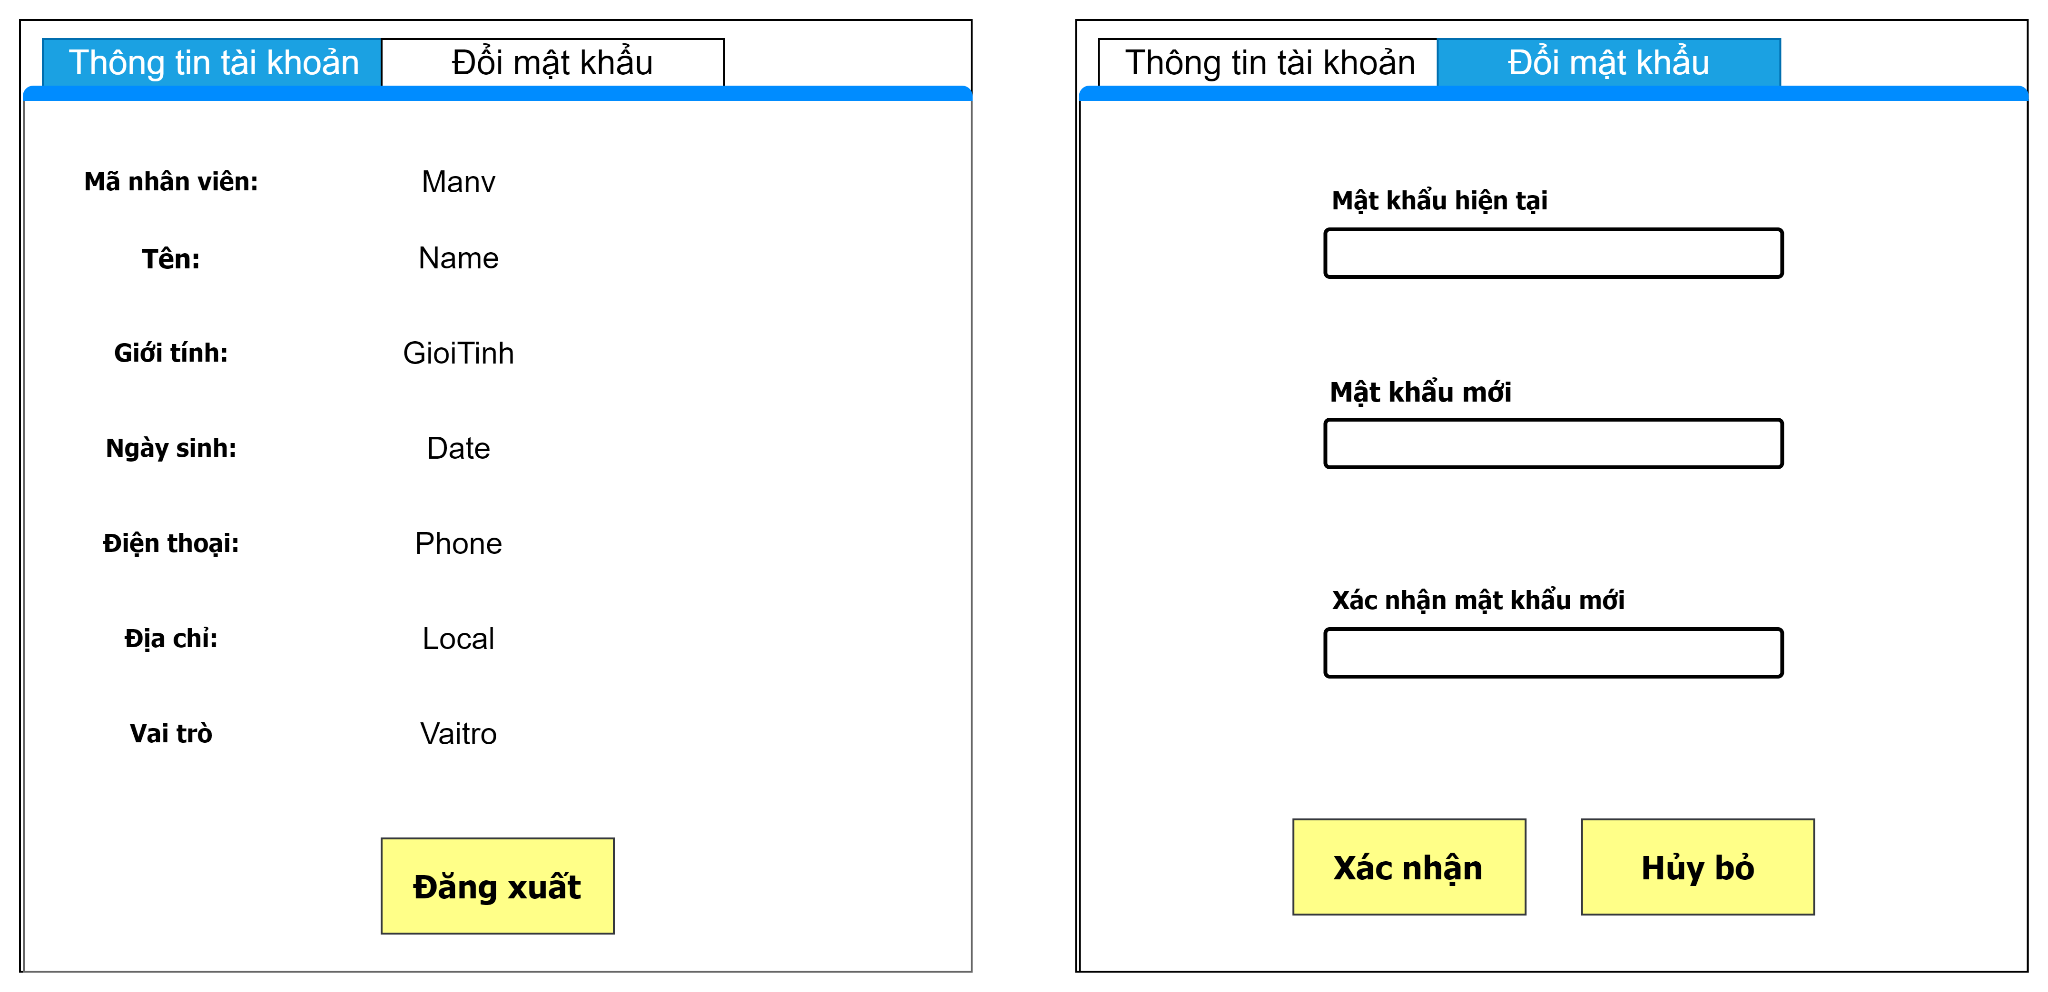 Thông tin tài khoản Đổi mật khẩu
Mã nhân viên: Manv
Tên: Name
Giới tính: GioiTinh
Ngày sinh: Date
Điện thoại: Phone
Địa chỉ: Local
Vai trò Vaitro
Đăng xuất
Thông tin tài khoản Đổi mật khẩu
Mật khẩu hiện tại
Mật khẩu mới
Xác nhận mật khẩu mới
Xác nhận Hủy bỏ